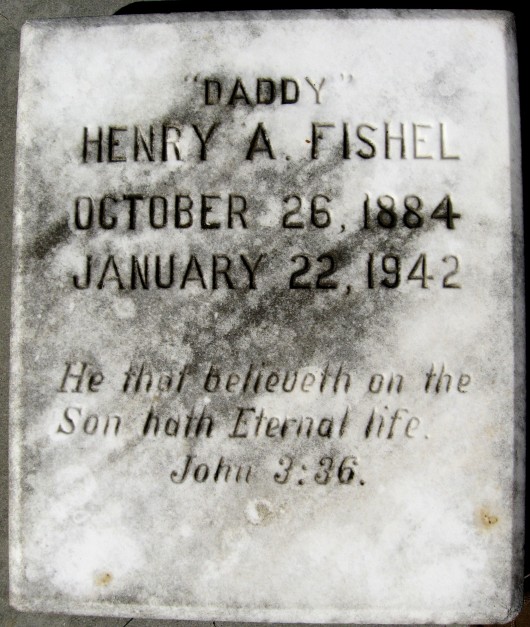 "DADDY"
HENRY A. FISHEL
OCTOBER 26, 1884
JANUARY 22, 1942
He that believeth on the
Son hath Eternal life.
John 3:36.